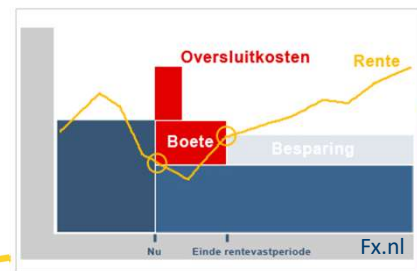 Oversluitkosten
Rente
Boete
Besparing
Nu
Einde rentevastperiode
Fx.nl